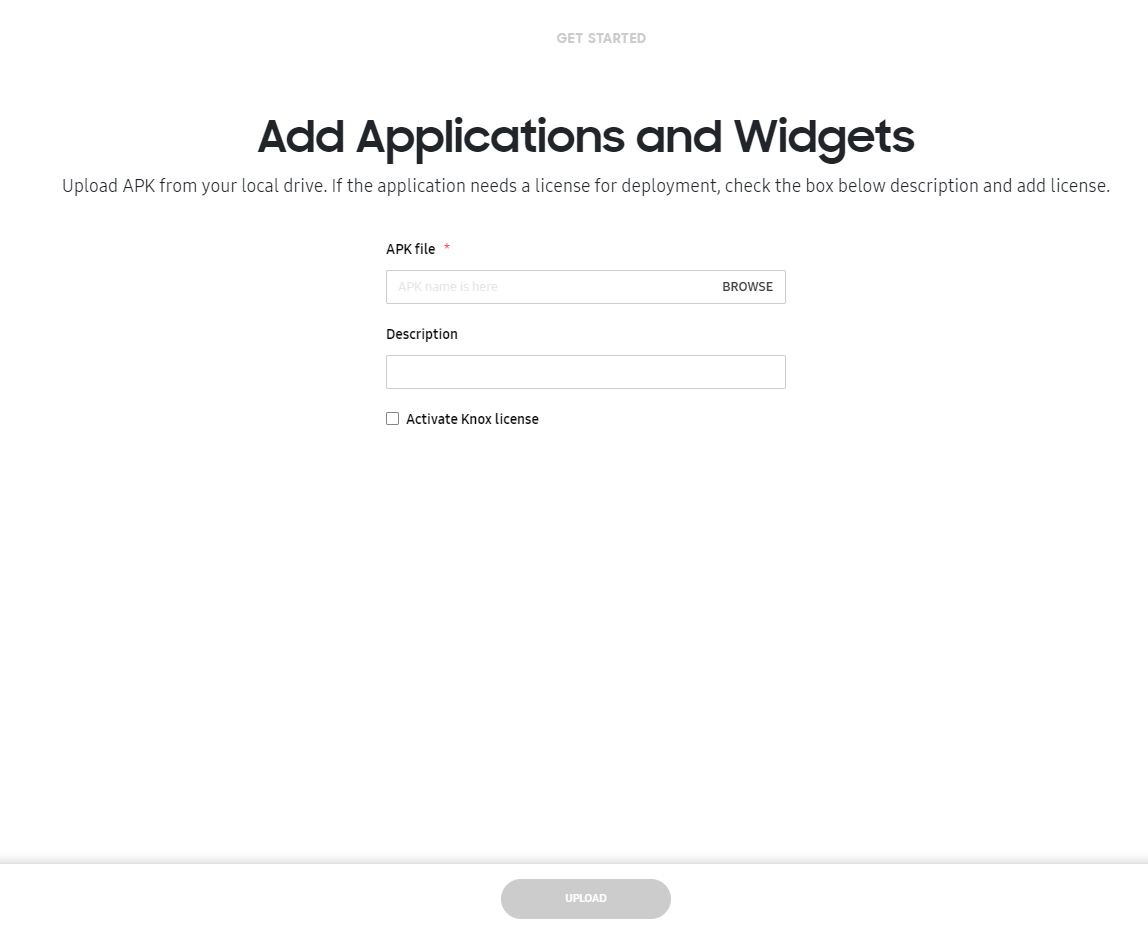 GET STARTED
Add Applications and Widgets
Upload APK from your local drive. If the application needs a license for deployment, check the box below description and add license.
APK file *
APK name is here BROWSE
Description
Activate Knox license
UPLOAD